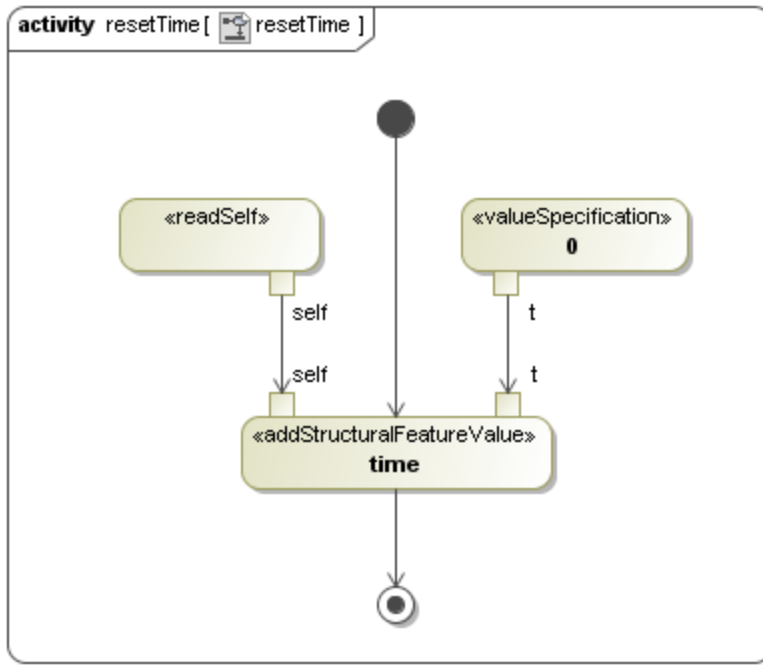 activity resetTime [ resetTime ]
«readSelf»
«valueSpecification»
0
self
t
self
t
«addStructuralFeatureValue»
time